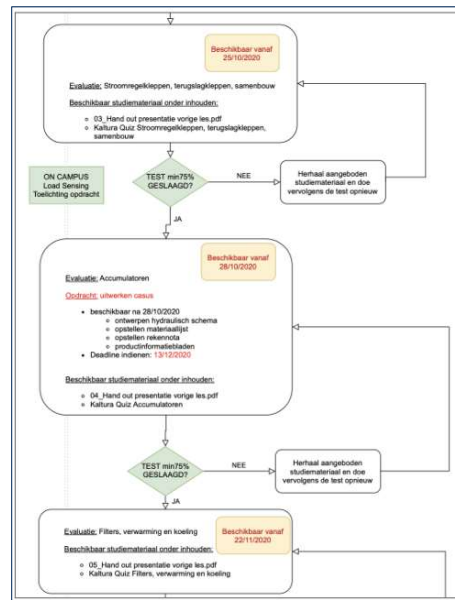 Beschikbaar vanaf
25/10/2020
Evaluatie: Stroomregelkleppen, terugslagkleppen, samenbouw
Beschikbaar studiemateriaal onder inhouden:
03_Hand out presentatie vorige les.pdf
Kaltura Quiz Stroomregelkleppen, terugslagkleppen,
samenbouw
ON CAMPUS
Load Sensing
Toelichting opdracht
TEST min75%
GESLAAGD?
NEE
Herhaal aangeboden
studiemateriaal en doe
vervolgens de test opnieuw
JA
Beschikbaar vanaf
28/10/2020
Evaluatie: Accumulatoren
Opdracht: uitwerken casus
beschikbaar na 28/10/2020
ontwerpen hydraulisch schema
opstellen materiaallijst
opstellen rekennota
productinformatiebladen
Deadline indienen: 13/12/2020
Beschikbaar studiemateriaal onder inhouden:
04_Hand out presentatie vorige les.pdf
Kaltura Quiz Accumulatoren
TEST min75%
GESLAAGD?
NEE
Herhaal aangeboden
studiemateriaal en doe
vervolgens de test opnieuw
JA
Beschikbaar vanaf
22/11/2020
Evaluatie: Filters, verwarming en koeling
Beschikbaar studiemateriaal onder inhouden:
05_Hand out presentatie vorige les.pdf
Kaltura Quiz Filters, verwarming en koeling